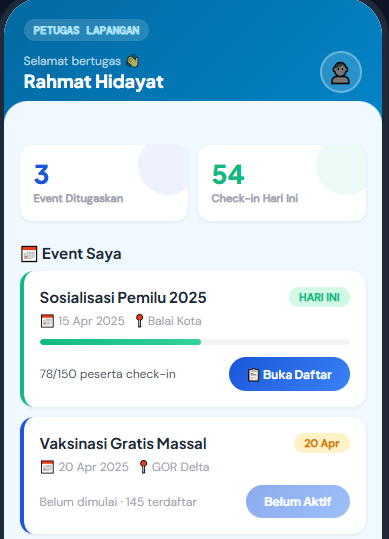 PETUGAS LAPANGAN
Selamat bertugas 👋
Rahmat Hidayat
3
Event Ditugaskan
54
Check-in Hari Ini
📅 Event Saya
Sosialisasi Pemilu 2025
HARI INI
📅 15 Apr 2025 📍 Balai Kota
78/150 peserta check-in
📋 Buka Daftar
Vaksinasi Gratis Massal
20 Apr
📅 20 Apr 2025 📍 GOR Delta
Belum dimulai · 145 terdaftar
Belum Aktif